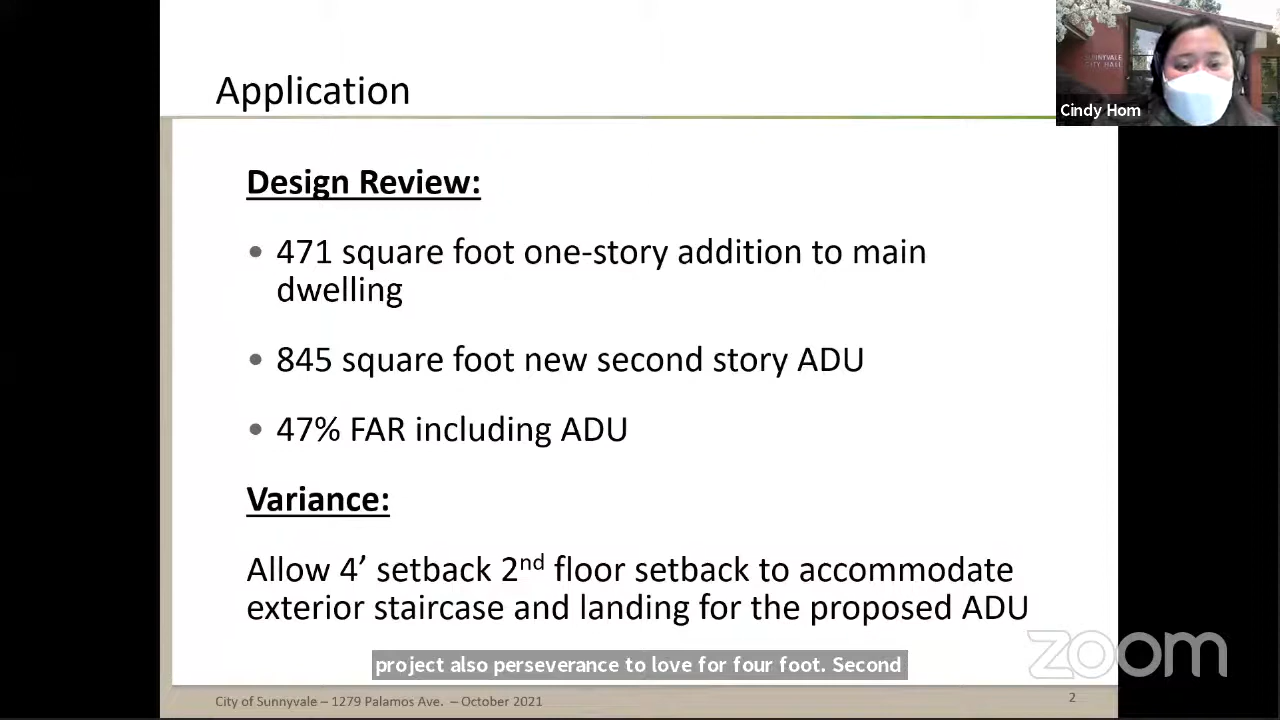 Application
SUNNYVALE
CITY HALL
Cindy Hom
Design Review:
• 471 square foot one-story addition to main
dwelling
• 845 square foot new second story ADU
• 47% FAR including ADU
Variance:
Allow 4’ setback 2nd floor setback to accommodate
exterior staircase and landing for the proposed ADU
zoom
project also perseverance to love for four foot. Second
City of Sunnyvale – 1279 Palamos Ave. – October 2021
2